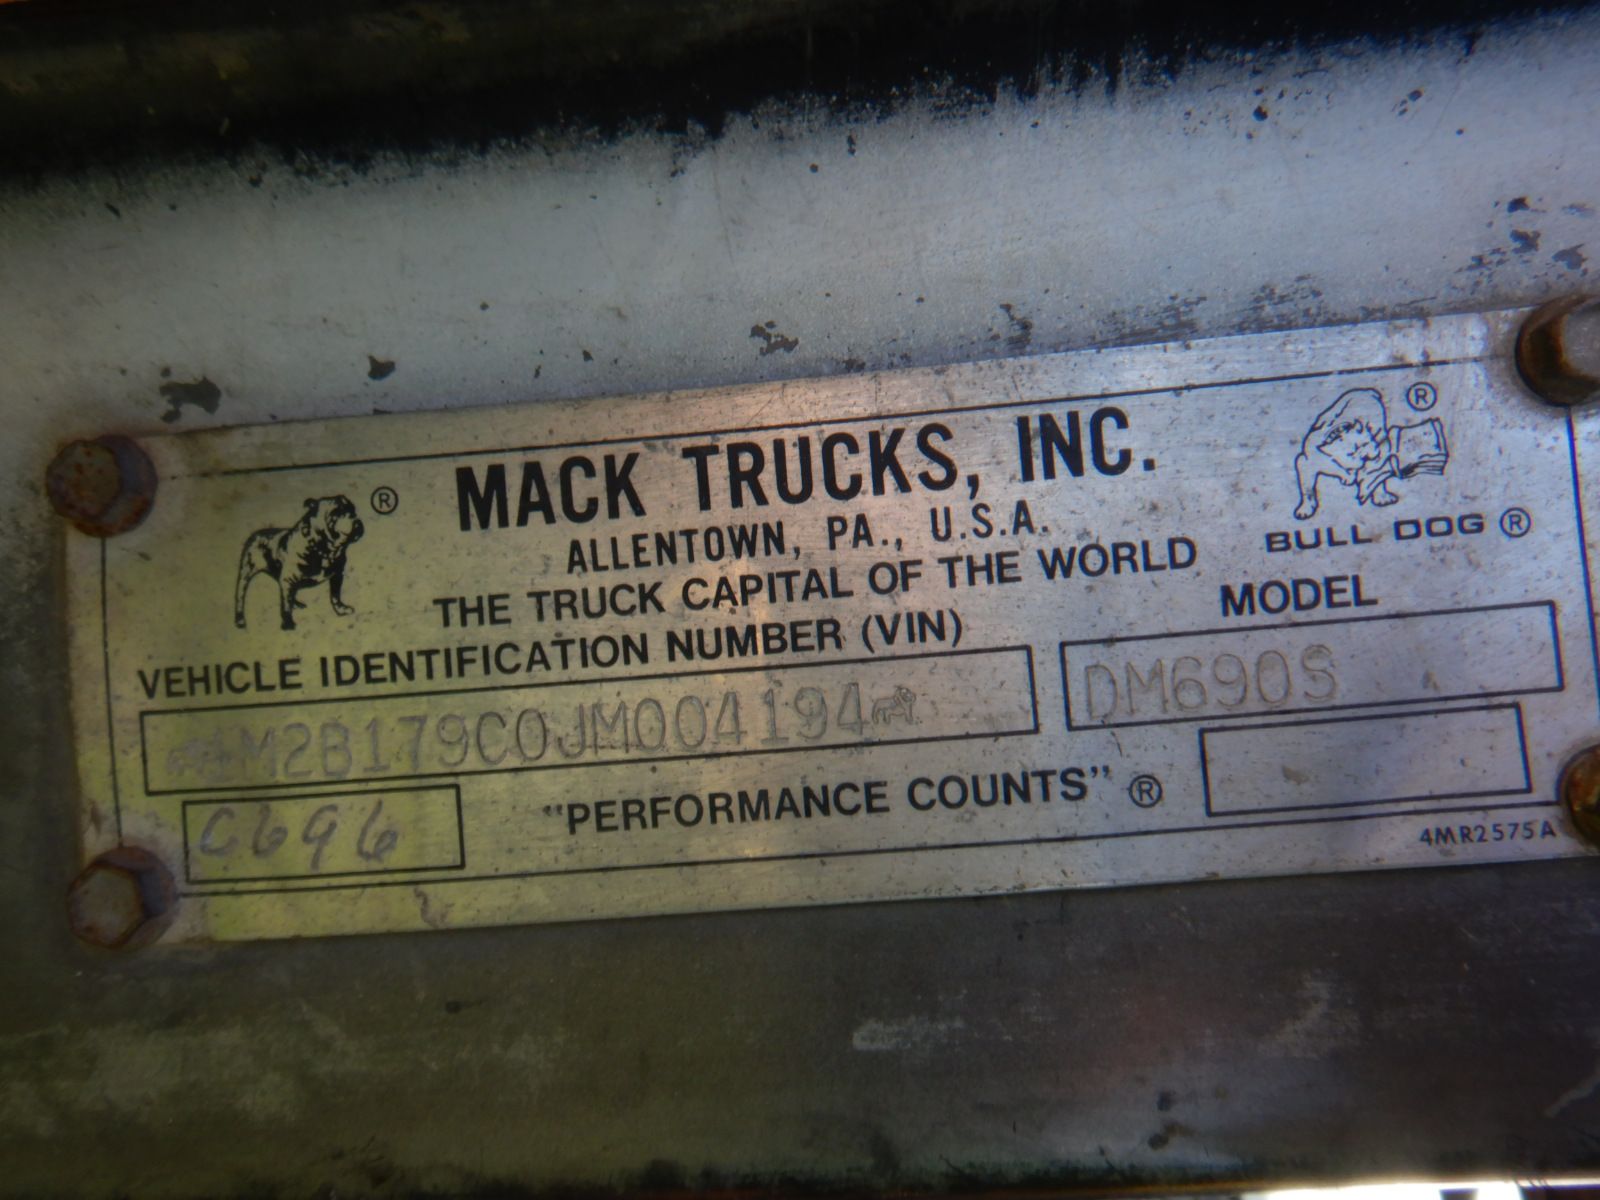 MACK TRUCKS, INC.
ALLENTOWN, PA., U.S.A.
THE TRUCK CAPITAL OF THE WORLD
®
®
BULL DOG ®
VEHICLE IDENTIFICATION NUMBER (VIN)
MODEL
1M2B179C0JM004194
DM690S
C696
"PERFORMANCE COUNTS" ®
4MR2575A